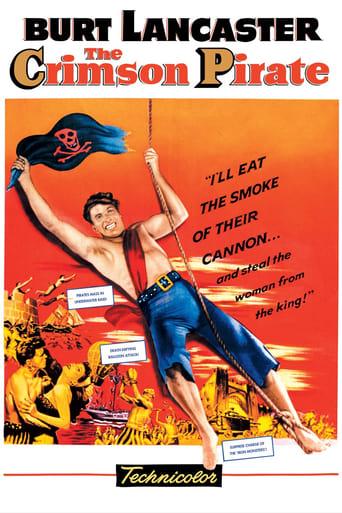 BURT LANCASTER
The
Crimson Pirate
"I'LL EAT
THE SMOKE
OF THEIR
CANNON...
and steal the
woman from
the king!"
PIRATES MASS IN
UNDERWATER RAID!
DEATH-DEFYING
BALLOON ATTACK!
SURPRISE CHARGE OF
THE 'IRON MONSTERS'!
Technicolor